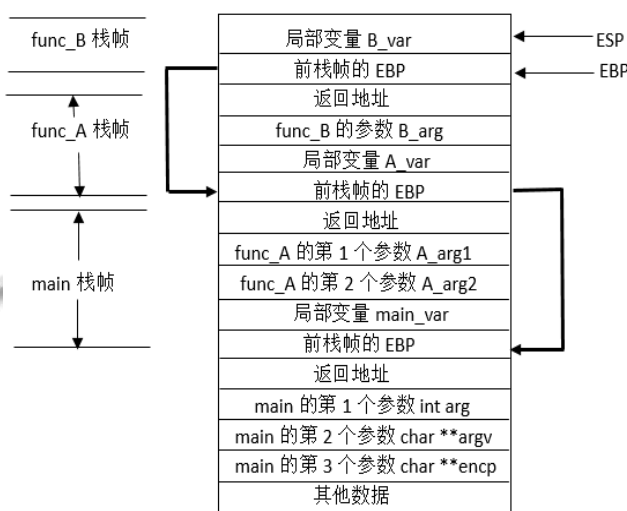 func_B 栈帧
func_A 栈帧
main 栈帧
局部变量 B_var
前栈帧的 EBP
返回地址
func_B 的参数 B_arg
局部变量 A_var
前栈帧的 EBP
返回地址
func_A 的第 1 个参数 A_arg1
func_A 的第 2 个参数 A_arg2
局部变量 main_var
前栈帧的 EBP
返回地址
main 的第 1 个参数 int arg
main 的第 2 个参数 char **argv
main 的第 3 个参数 char **encp
其他数据
ESP
EBP